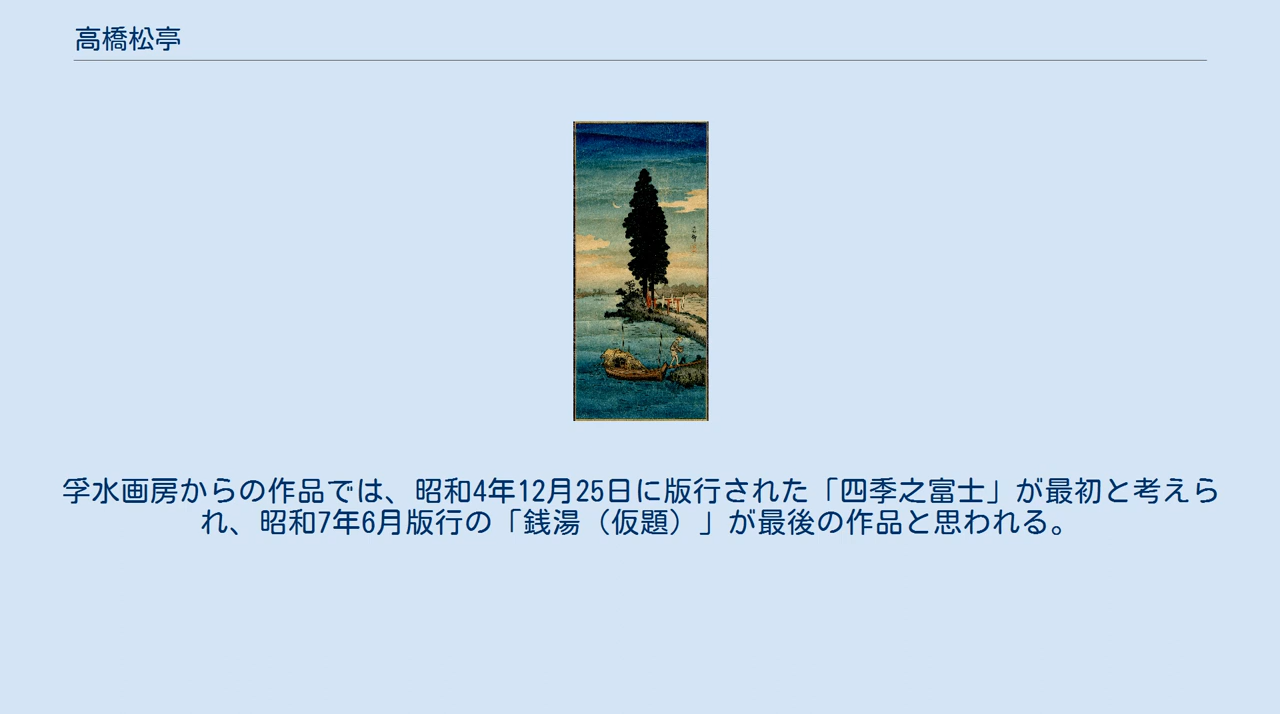 高橋松亭
孚水画房からの作品では、昭和4年12月25日に版行された「四季之富士」が最初と考えら
れ、昭和7年6月版行の「銭湯（仮題）」が最後の作品と思われる。